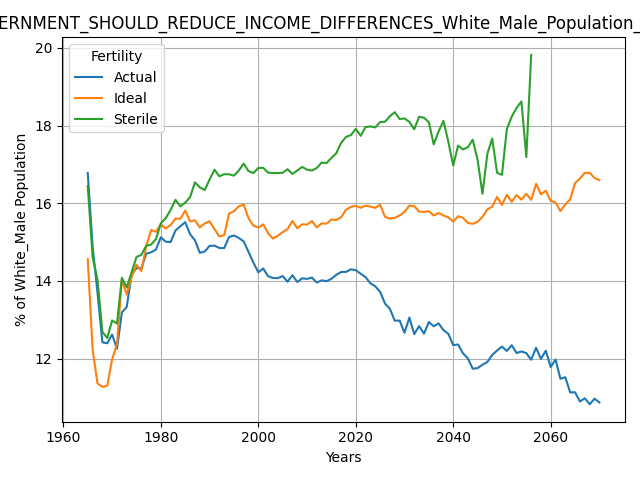 ERNMENT_SHOULD_REDUCE_INCOME_DIFFERENCES_White_Male_Population_
Fertility
Actual
Ideal
Sterile
% of White_Male Population
20
18
16
14
12
1960
1980
2000
2020
2040
2060
Years